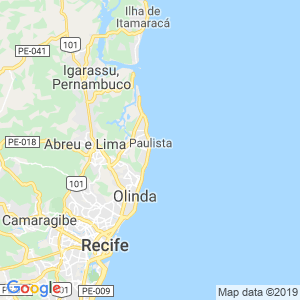 Ilha de
Itamaracá
101
PE-041
Igarassu,
Pernambuco
PE-018
Abreu e Lima
Paulista
101
Olinda
Camaragibe
Recife
Google
101
PE-009
Map data ©2019